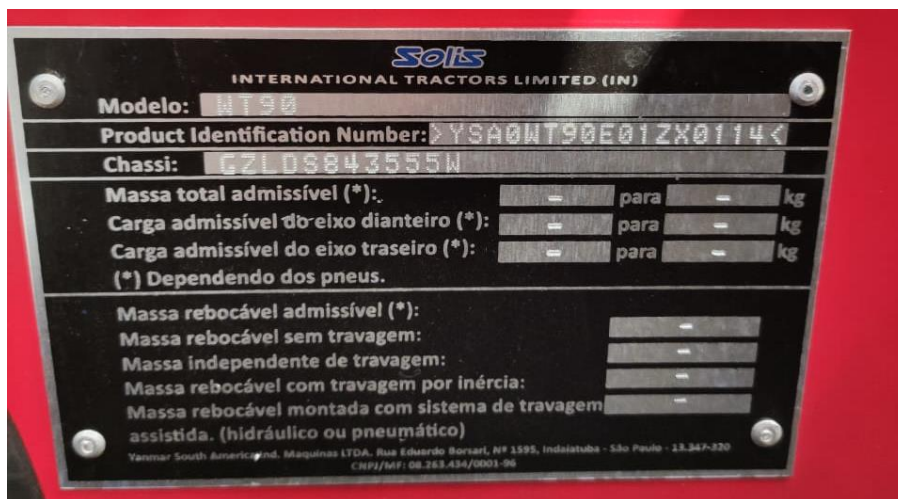 Solis
INTERNATIONAL TRACTORS LIMITED (IN)
Modelo: WT90
Product Identification Number: >YSA0WT90E01ZX0114<
Chassi: GZLDS843555W
Massa total admissível (*): - para - kg
Carga admissível do eixo dianteiro (*): - para - kg
Carga admissível do eixo traseiro (*): - para - kg
(*) Dependendo dos pneus.
Massa rebocável admissível (*):
Massa rebocável sem travagem: -
Massa independente de travagem: -
Massa rebocável com travagem por inércia: -
Massa rebocável montada com sistema de travagem -
assistida. (hidráulico ou pneumático)
Yanmar South America Ind. Maquinas LTDA. Rua Eduardo Borsari, Nº 1595, Indaiatuba - São Paulo - 13.347-320
CNPJ/MF: 08.263.434/0001-96